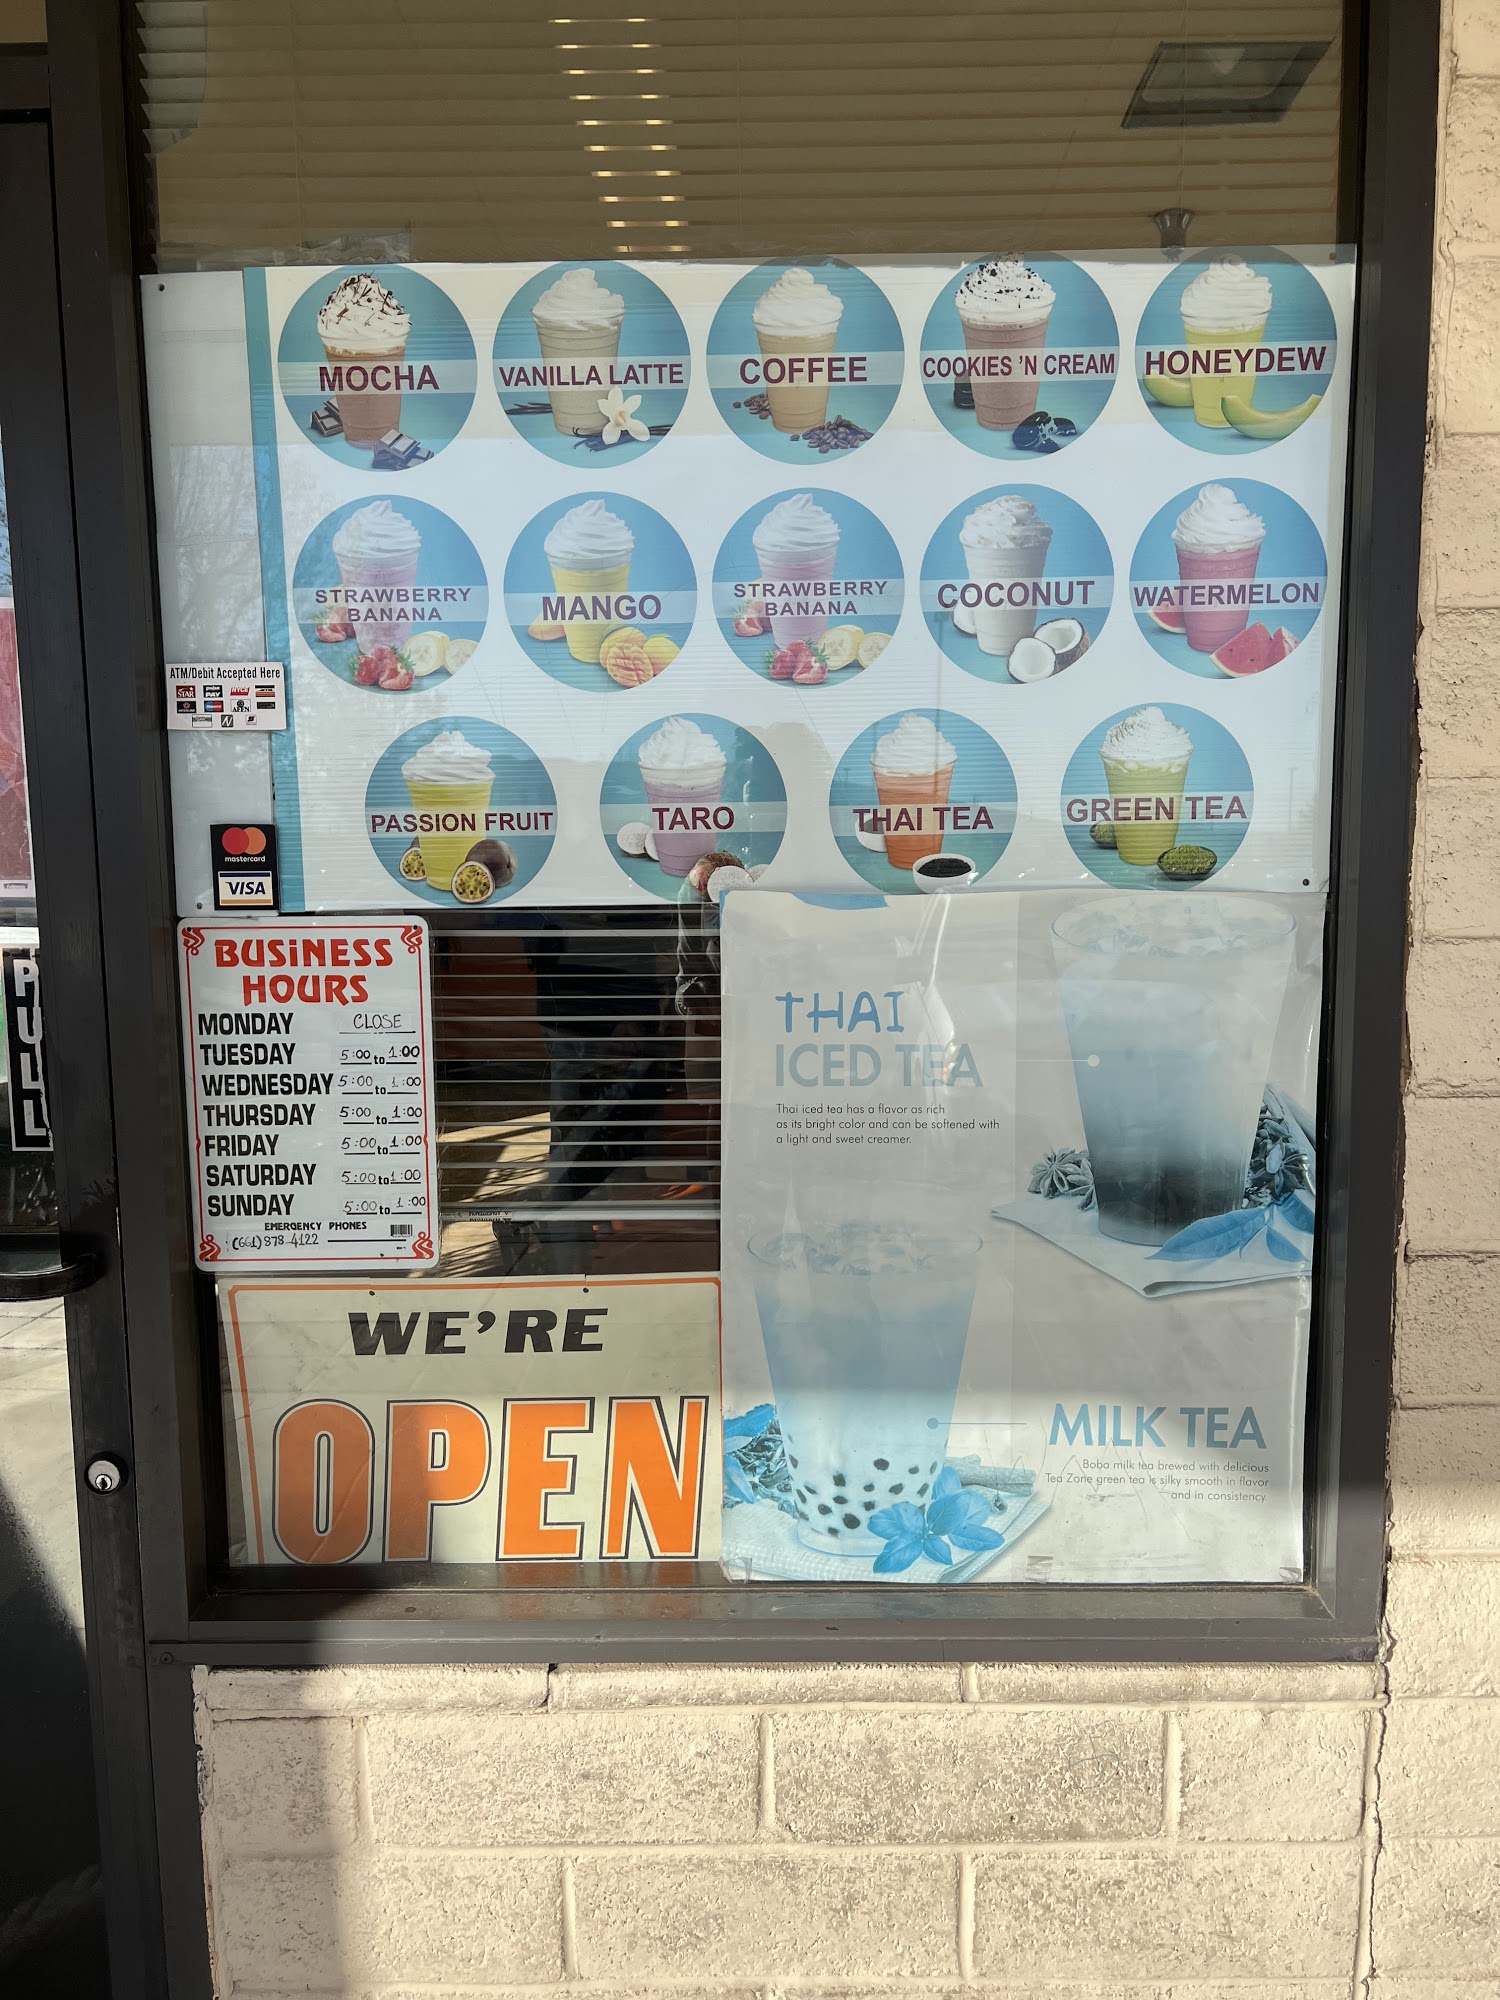 MOCHA
VANILLA LATTE
COFFEE
COOKIES 'N CREAM
HONEYDEW
STRAWBERRY
BANANA
MANGO
STRAWBERRY
BANANA
COCONUT
WATERMELON
PASSION FRUIT
TARO
THAI TEA
GREEN TEA
ATM/Debit Accepted Here
STAR
PAY
NYCE
AFFN
mastercard
VISA
PULL
BUSINESS
HOURS
MONDAY CLOSE
TUESDAY 5:00 to 1:00
WEDNESDAY 5:00 to 1:00
THURSDAY 5:00 to 1:00
FRIDAY 5:00 to 1:00
SATURDAY 5:00 to 1:00
SUNDAY 5:00 to 1:00
EMERGENCY PHONES
(661) 878-4122
WE'RE
OPEN
THAI
ICED TEA
Thai iced tea has a flavor as rich
as its bright color and can be softened with
a light and sweet creamer.
MILK TEA
Boba milk tea brewed with delicious
Tea Zone green tea is silky smooth in flavor
and in consistency.